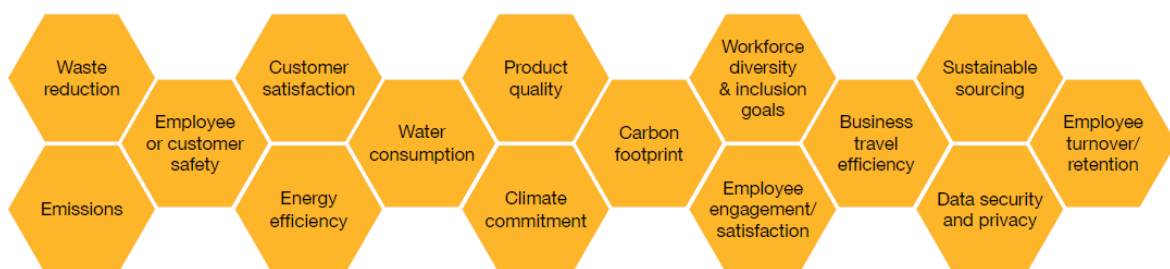 Waste
reduction
Emissions
Employee
or customer
safety
Customer
satisfaction
Energy
efficiency
Water
consumption
Product
quality
Climate
commitment
Carbon
footprint
Workforce
diversity
& inclusion
goals
Employee
engagement/
satisfaction
Business
travel
efficiency
Sustainable
sourcing
Data security
and privacy
Employee
turnover/
retention